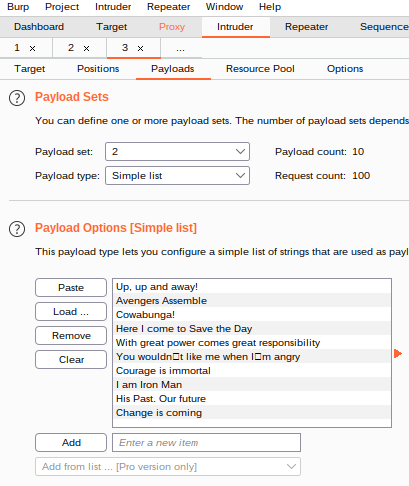 Burp Project Intruder Repeater Window Help
Dashboard Target Proxy Intruder Repeater Sequence
1 × 2 × 3 × ...
Target Positions Payloads Resource Pool Options
? Payload Sets
You can define one or more payload sets. The number of payload sets depends
Payload set: 2 Payload count: 10
Payload type: Simple list Request count: 100
? Payload Options [Simple list]
This payload type lets you configure a simple list of strings that are used as payl
Paste
Load ...
Remove
Clear
Up, up and away!
Avengers Assemble
Cowabunga!
Here I come to Save the Day
With great power comes great responsibility
You wouldn□t like me when I□m angry
Courage is immortal
I am Iron Man
His Past. Our future
Change is coming
Add Enter a new item
Add from list ... [Pro version only]